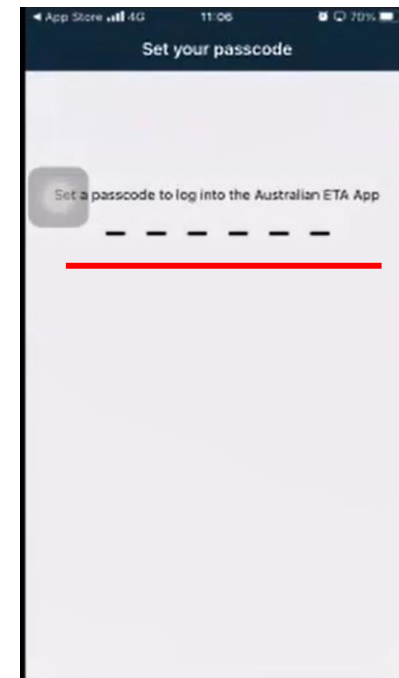 App Store 4G 11:06 70%
Set your passcode
Set a passcode to log into the Australian ETA App